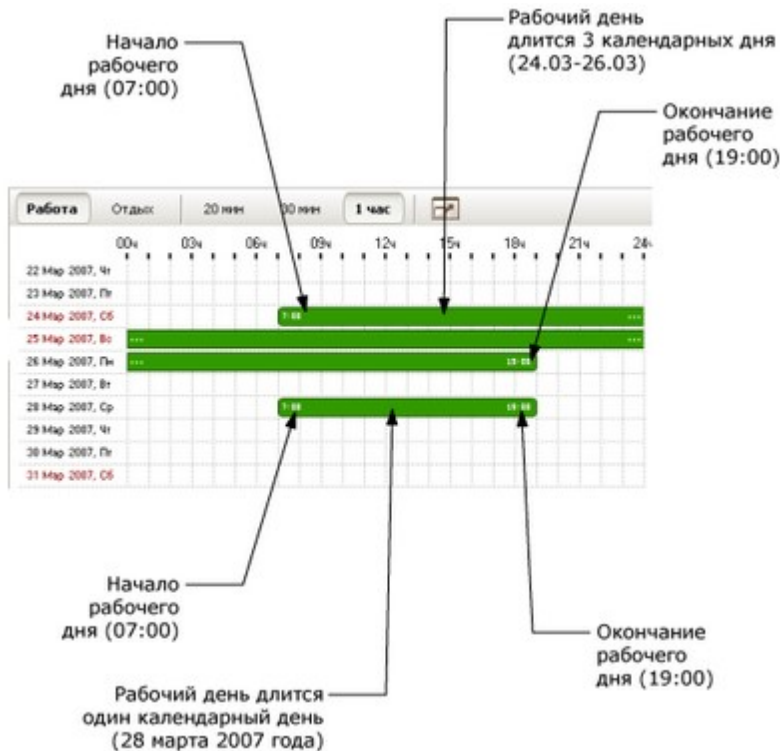 Начало
рабочего
дня (07:00)
Рабочий день
длится 3 календарных дня
(24.03-26.03)
Окончание
рабочего
дня (19:00)
Работа Отдых 20 мин 30 мин 1 час
00ч 03ч 06ч 09ч 12ч 15ч 18ч 21ч 24ч
22 Мар 2007, Чт
23 Мар 2007, Пт
24 Мар 2007, Сб 7:00 ...
25 Мар 2007, Вс ... ...
26 Мар 2007, Пн ... 19:00
27 Мар 2007, Вт
28 Мар 2007, Ср 7:00 19:00
29 Мар 2007, Чт
30 Мар 2007, Пт
31 Мар 2007, Сб
Начало
рабочего
дня (07:00)
Окончание
рабочего
дня (19:00)
Рабочий день длится
один календарный день
(28 марта 2007 года)